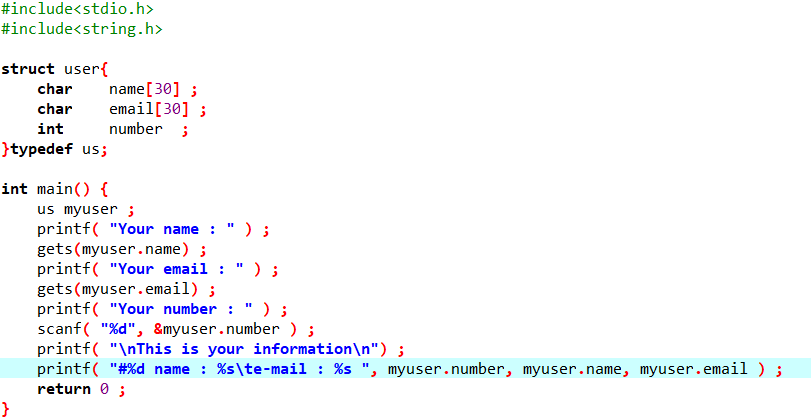 #include<stdio.h>
#include<string.h>

struct user{
    char    name[30] ;
    char    email[30] ;
    int     number  ;
}typedef us;

int main() {
    us myuser ;
    printf( "Your name : " ) ;
    gets(myuser.name) ;
    printf( "Your email : " ) ;
    gets(myuser.email) ;
    printf( "Your number : " ) ;
    scanf( "%d", &myuser.number ) ;
    printf( "\nThis is your information\n") ;
    printf( "#%d name : %s\te-mail : %s ", myuser.number, myuser.name, myuser.email ) ;
    return 0 ;
}